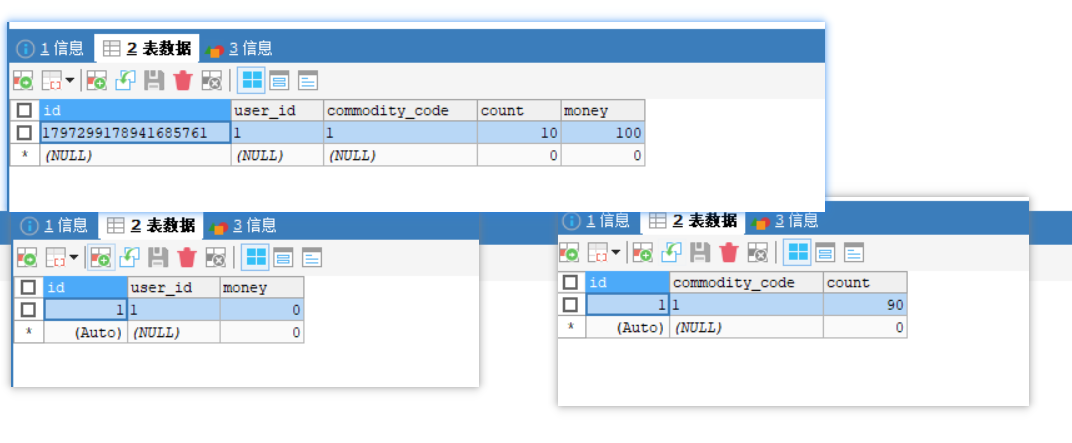 1 信息 2 表数据 3 信息
id user_id commodity_code count money
1797299178941685761 1 1 10 100
* (NULL) (NULL) (NULL) 0 0
1 信息 2 表数据 3 信息
id user_id money
1 1 0
* (Auto) (NULL) 0
1 信息 2 表数据 3 信息
id commodity_code count
1 1 90
* (Auto) (NULL) 0